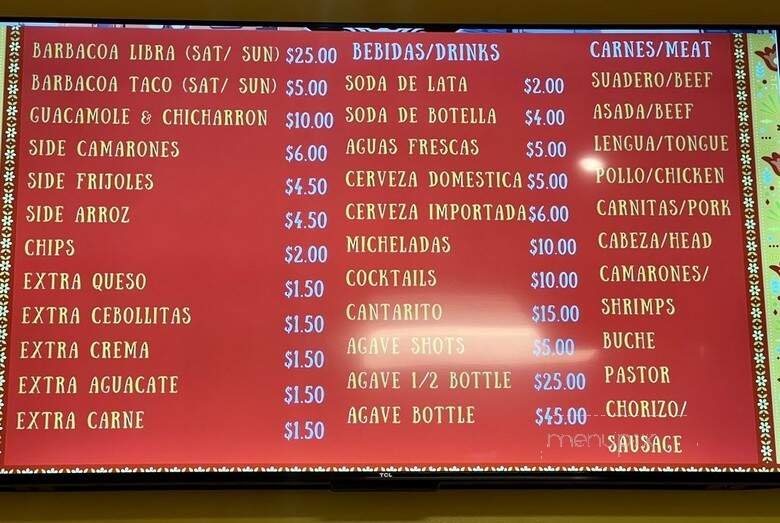 BARBACOA LIBRA (SAT/ SUN) $25.00
BARBACOA TACO (SAT/ SUN) $5.00
GUACAMOLE & CHICHARRON $10.00
SIDE CAMARONES $6.00
SIDE FRIJOLES $4.50
SIDE ARROZ $4.50
CHIPS $2.00
EXTRA QUESO $1.50
EXTRA CEBOLLITAS $1.50
EXTRA CREMA $1.50
EXTRA AGUACATE $1.50
EXTRA CARNE $1.50
BEBIDAS/DRINKS
SODA DE LATA $2.00
SODA DE BOTELLA $4.00
AGUAS FRESCAS $5.00
CERVEZA DOMESTICA $5.00
CERVEZA IMPORTADA $6.00
MICHELADAS $10.00
COCKTAILS $10.00
CANTARITO $15.00
AGAVE SHOTS $5.00
AGAVE 1/2 BOTTLE $25.00
AGAVE BOTTLE $45.00
CARNES/MEAT
SUADERO/BEEF
ASADA/BEEF
LENGUA/TONGUE
POLLO/CHICKEN
CARNITAS/PORK
CABEZA/HEAD
CAMARONES/
SHRIMPS
BUCHE
PASTOR
CHORIZO/
SAUSAGE
TCL